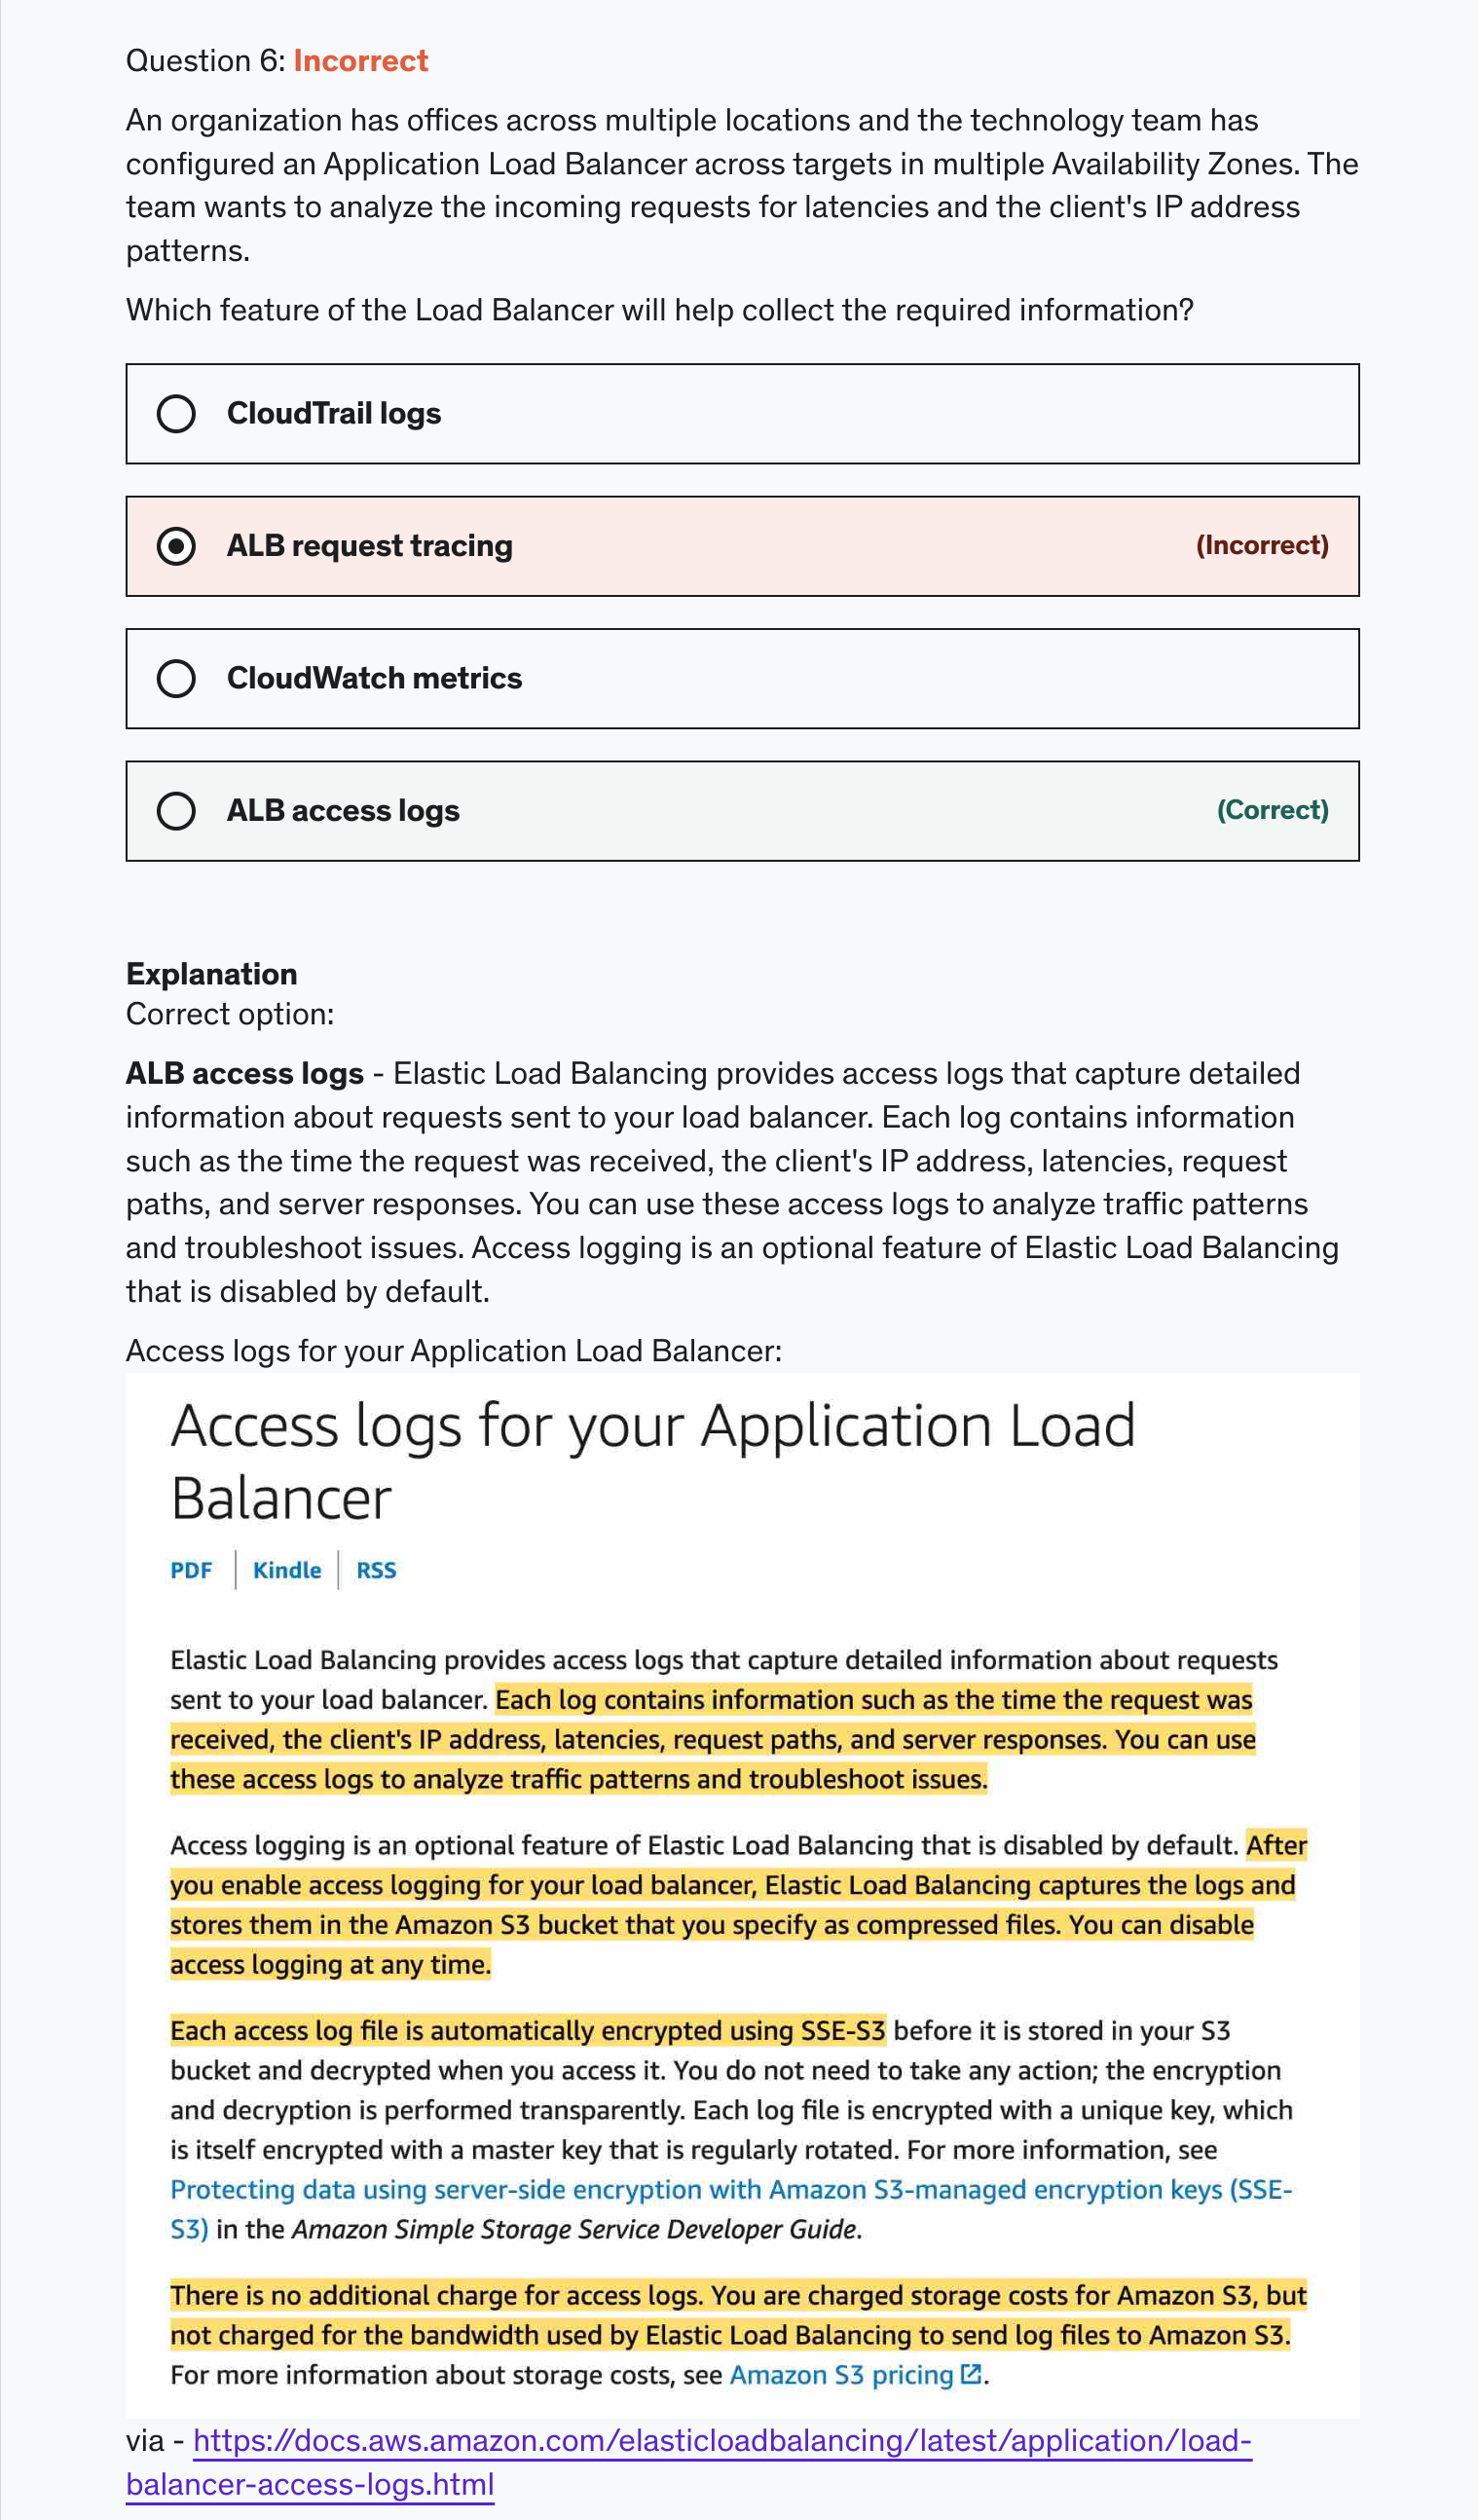 Question 6: Incorrect
An organization has offices across multiple locations and the technology team has
configured an Application Load Balancer across targets in multiple Availability Zones. The
team wants to analyze the incoming requests for latencies and the client's IP address
patterns.
Which feature of the Load Balancer will help collect the required information?
CloudTrail logs
ALB request tracing (Incorrect)
CloudWatch metrics
ALB access logs (Correct)
Explanation
Correct option:
ALB access logs - Elastic Load Balancing provides access logs that capture detailed
information about requests sent to your load balancer. Each log contains information
such as the time the request was received, the client's IP address, latencies, request
paths, and server responses. You can use these access logs to analyze traffic patterns
and troubleshoot issues. Access logging is an optional feature of Elastic Load Balancing
that is disabled by default.
Access logs for your Application Load Balancer:
Access logs for your Application Load
Balancer
PDF | Kindle | RSS
Elastic Load Balancing provides access logs that capture detailed information about requests
sent to your load balancer. Each log contains information such as the time the request was
received, the client's IP address, latencies, request paths, and server responses. You can use
these access logs to analyze traffic patterns and troubleshoot issues.
Access logging is an optional feature of Elastic Load Balancing that is disabled by default. After
you enable access logging for your load balancer, Elastic Load Balancing captures the logs and
stores them in the Amazon S3 bucket that you specify as compressed files. You can disable
access logging at any time.
Each access log file is automatically encrypted using SSE-S3 before it is stored in your S3
bucket and decrypted when you access it. You do not need to take any action; the encryption
and decryption is performed transparently. Each log file is encrypted with a unique key, which
is itself encrypted with a master key that is regularly rotated. For more information, see
Protecting data using server-side encryption with Amazon S3-managed encryption keys (SSE-
S3) in the Amazon Simple Storage Service Developer Guide.
There is no additional charge for access logs. You are charged storage costs for Amazon S3, but
not charged for the bandwidth used by Elastic Load Balancing to send log files to Amazon S3.
For more information about storage costs, see Amazon S3 pricing.
via - https://docs.aws.amazon.com/elasticloadbalancing/latest/application/load-
balancer-access-logs.html